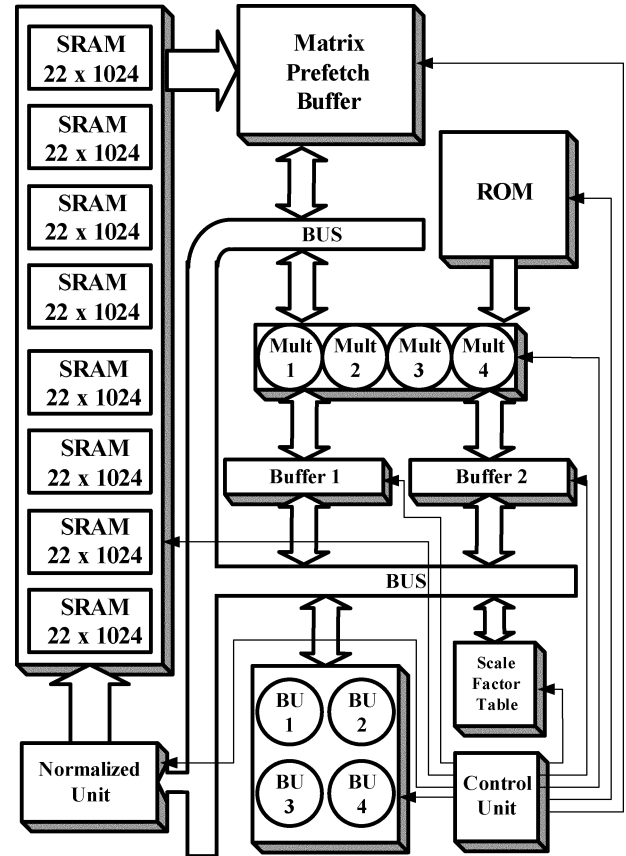 SRAM
22 x 1024
SRAM
22 x 1024
SRAM
22 x 1024
SRAM
22 x 1024
SRAM
22 x 1024
SRAM
22 x 1024
SRAM
22 x 1024
SRAM
22 x 1024
Matrix
Prefetch
Buffer
ROM
BUS
Mult
1
Mult
2
Mult
3
Mult
4
Buffer 1
Buffer 2
BUS
BU
1
BU
2
BU
3
BU
4
Scale
Factor
Table
Normalized
Unit
Control
Unit